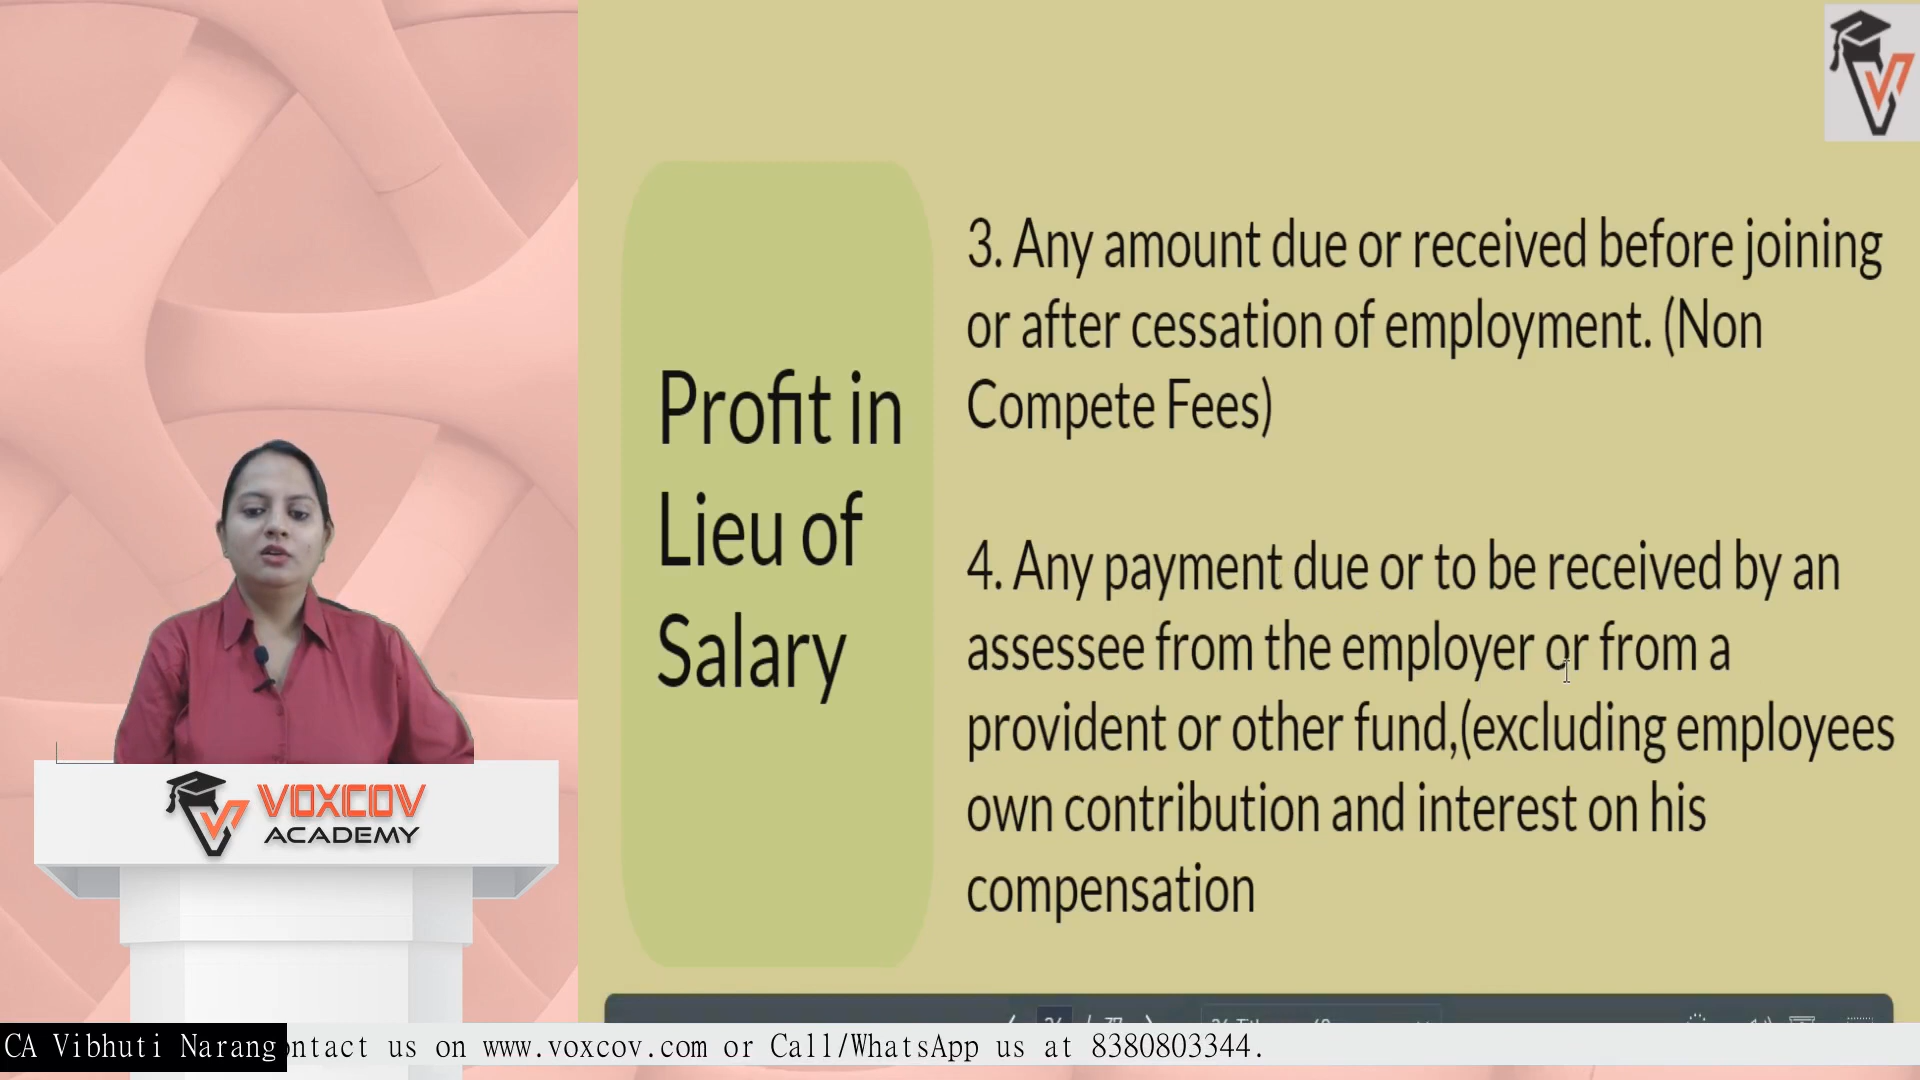 Profit in
Lieu of
Salary
3. Any amount due or received before joining
or after cessation of employment. (Non
Compete Fees)
4. Any payment due or to be received by an
assessee from the employer or from a
provident or other fund,(excluding employees
own contribution and interest on his
compensation
VOXCOV
ACADEMY
CA Vibhuti Narang
ntact us on www.voxcov.com or Call/WhatsApp us at 8380803344.